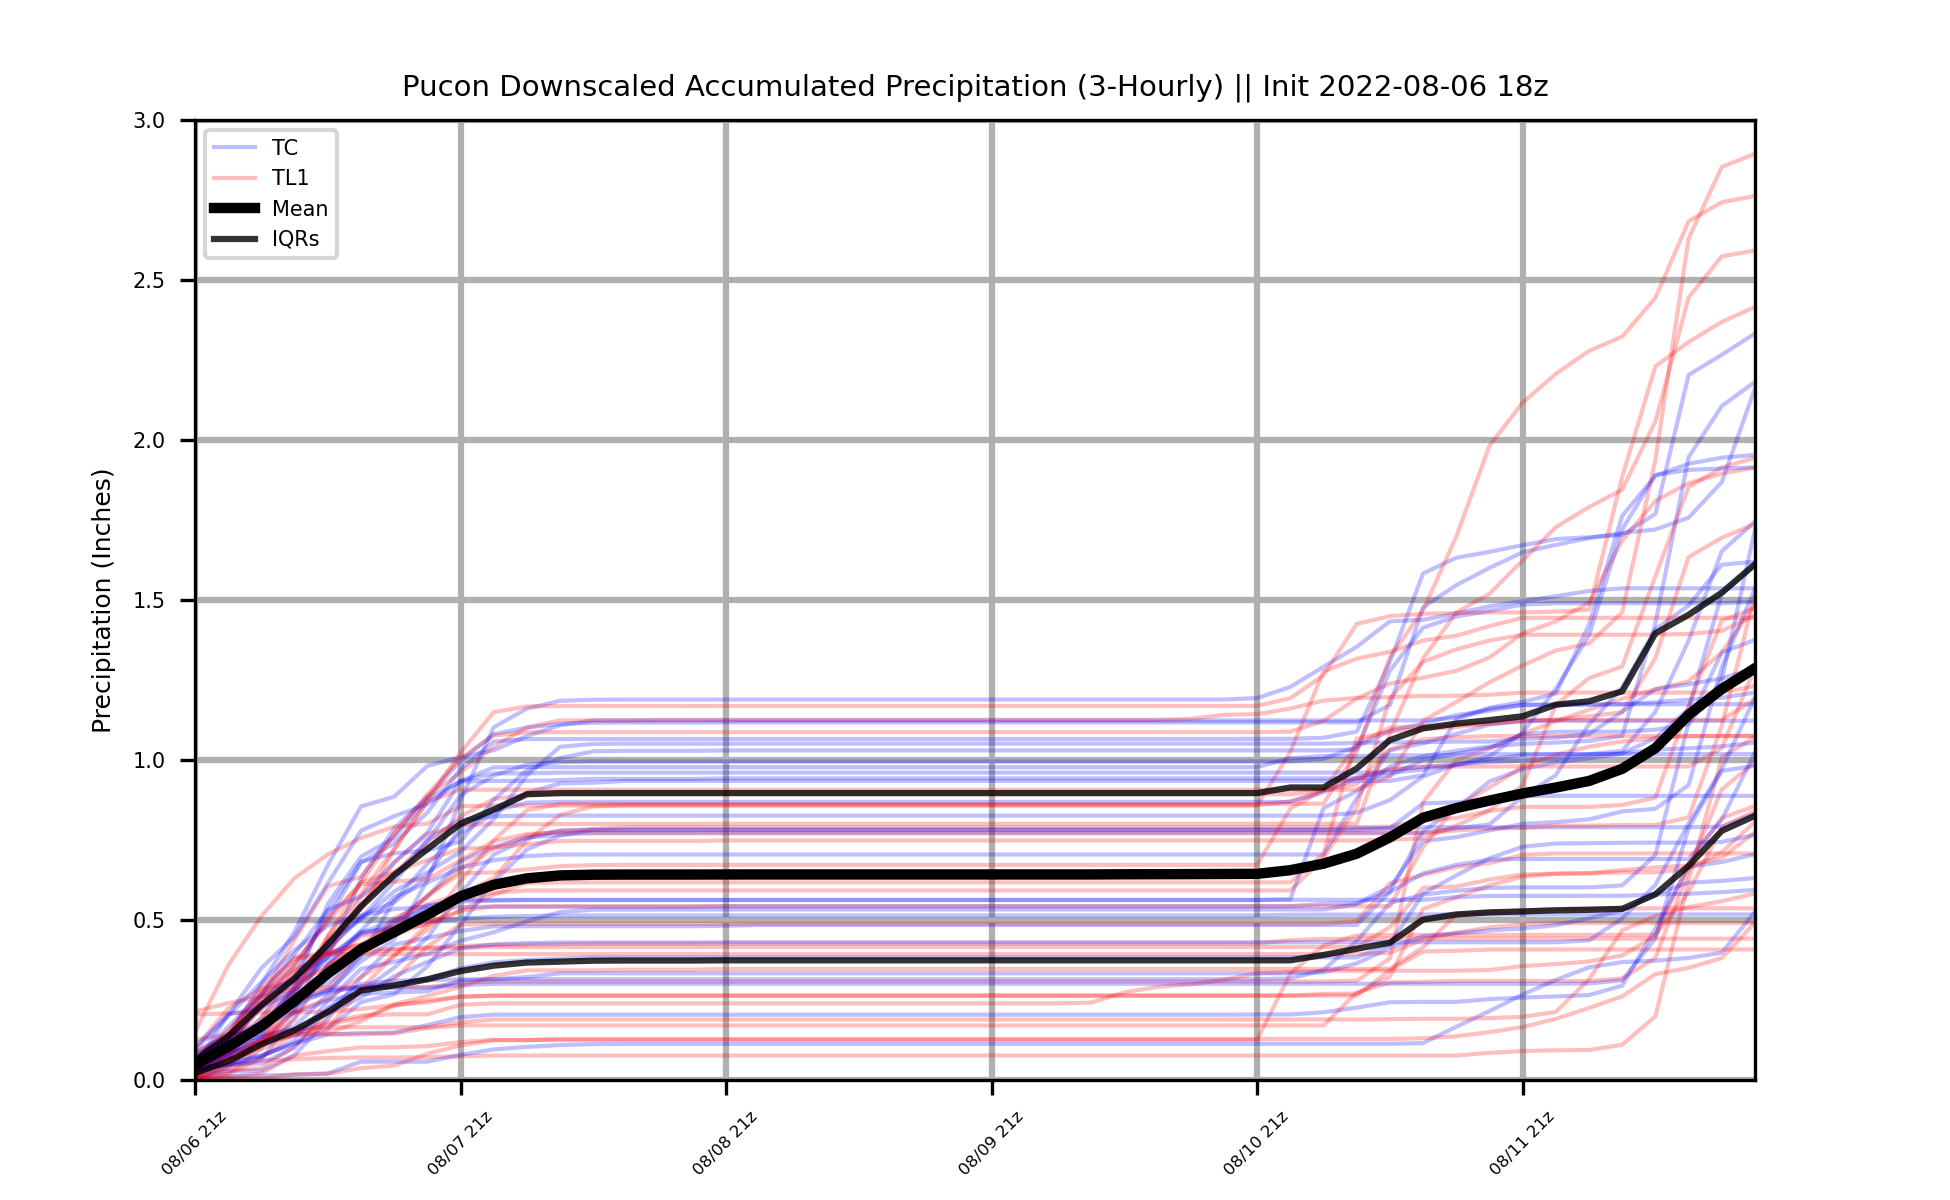 Pucon Downscaled Accumulated Precipitation (3-Hourly) || Init 2022-08-06 18z
3.0
2.5
2.0
1.5
1.0
0.5
0.0
Precipitation (Inches)
TC
TL1
Mean
IQRs
08/06 21z
08/07 21z
08/08 21z
08/09 21z
08/10 21z
08/11 21z